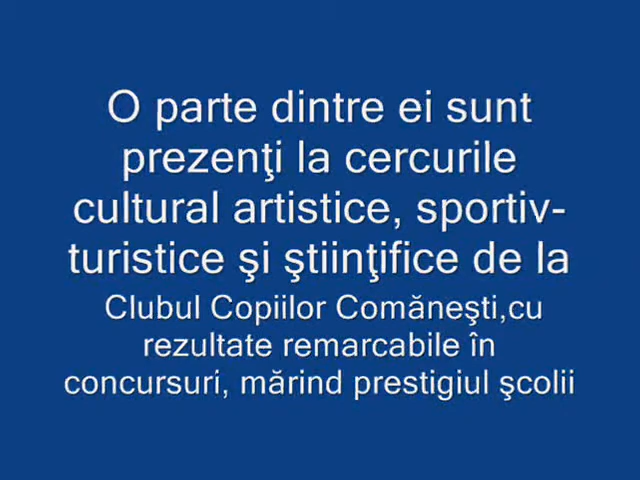 O parte dintre ei sunt
prezenţi la cercurile
cultural artistice, sportiv-
turistice şi ştiinţifice de la
Clubul Copiilor Comăneşti,cu
rezultate remarcabile în
concursuri, mărind prestigiul şcolii